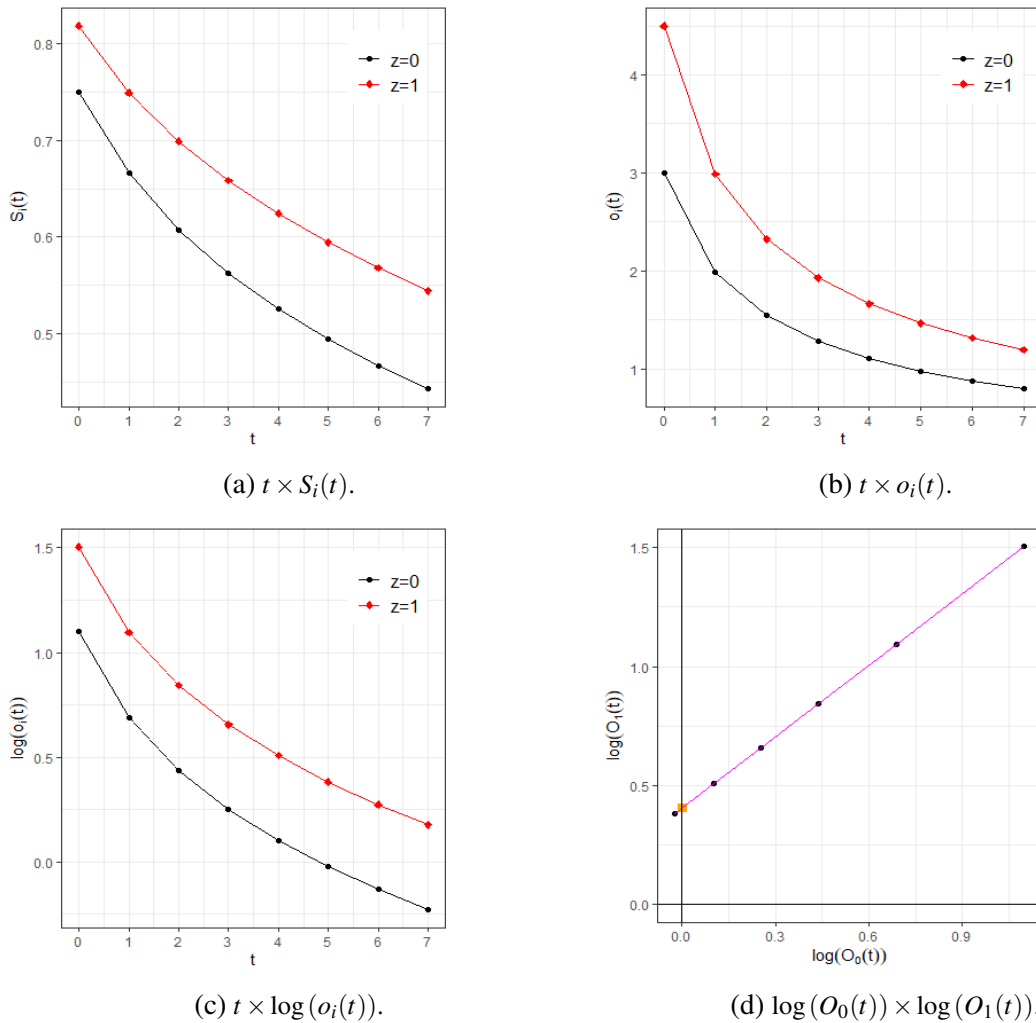 0.8
0.7
0.6
0.5
S_i(t)
z=0
z=1
0 1 2 3 4 5 6 7
t
(a) t × S_i(t).
4
3
2
1
o_i(t)
z=0
z=1
0 1 2 3 4 5 6 7
t
(b) t × o_i(t).
1.5
1.0
0.5
0.0
log(o_i(t))
z=0
z=1
0 1 2 3 4 5 6 7
t
(c) t × log (o_i(t)).
1.5
1.0
0.5
0.0
log(O_1(t))
0.0 0.3 0.6 0.9
log(O_0(t))
(d) log (O_0(t)) × log (O_1(t))